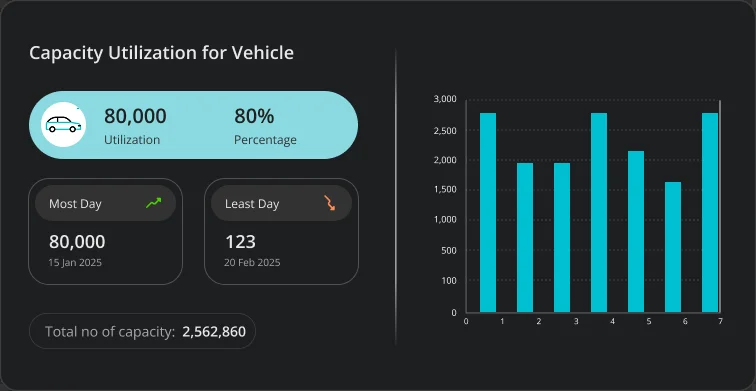 Capacity Utilization for Vehicle
80,000
Utilization
80%
Percentage
Most Day
80,000
15 Jan 2025
Least Day
123
20 Feb 2025
Total no of capacity: 2,562,860
3,000
2,500
2,000
1,500
1,000
500
100
0
0 1 2 3 4 5 6 7